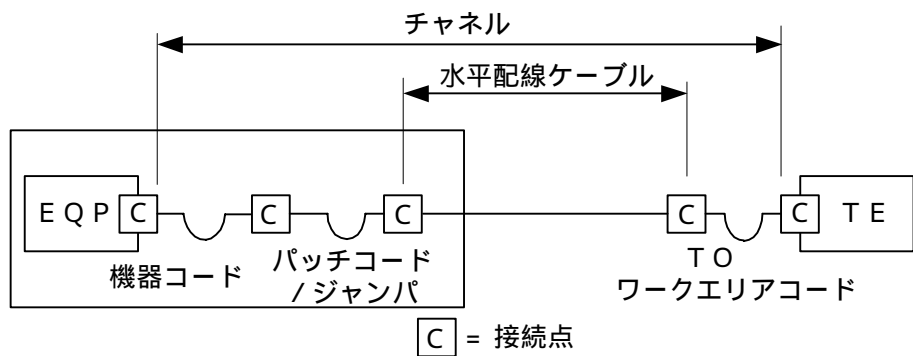 チャネル
水平配線ケーブル
EQP C C C C C TE
機器コード
パッチコード
/ジャンパ
TO
ワークエリアコード
C = 接続点